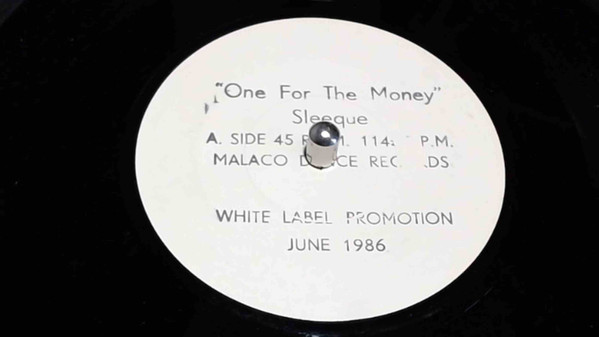 "One For The Money"
Sleeque
A. SIDE 45 P.M.
MALACO
WHITE LABEL PROMOTION
JUNE 1986